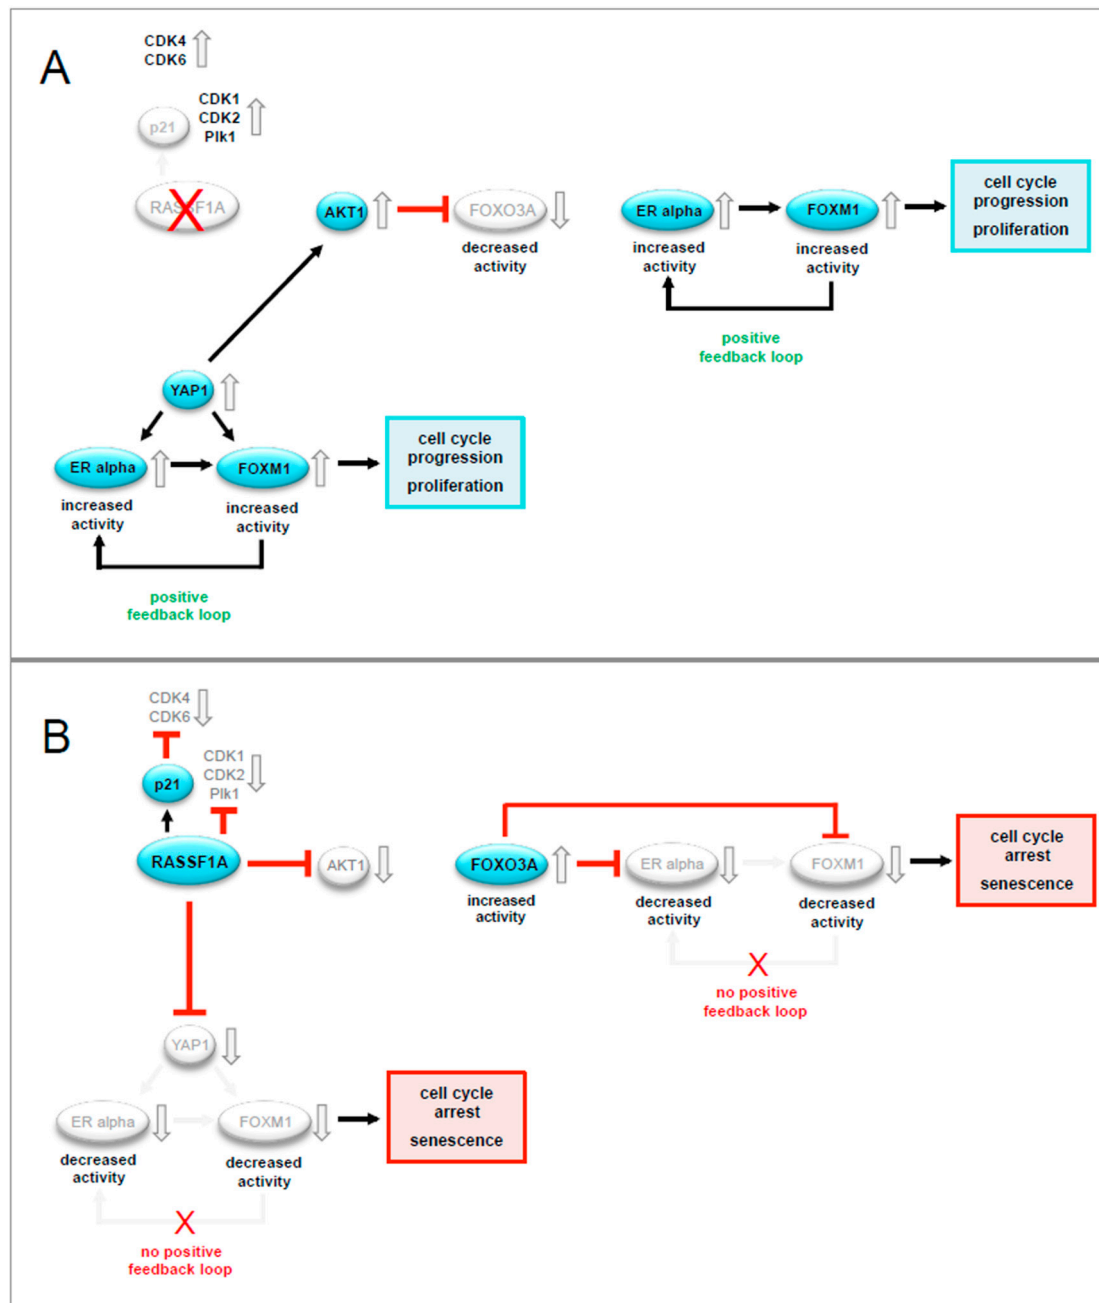 A
CDK4
CDK6
p21
CDK1
CDK2
Plk1
RASSF1A
X
AKT1
FOXO3A
decreased
activity
ER alpha
increased
activity
FOXM1
increased
activity
cell cycle
progression
proliferation
positive
feedback loop
YAP1
ER alpha
increased
activity
FOXM1
increased
activity
cell cycle
progression
proliferation
positive
feedback loop
B
CDK4
CDK6
p21
CDK1
CDK2
Plk1
RASSF1A
AKT1
FOXO3A
increased
activity
ER alpha
decreased
activity
FOXM1
decreased
activity
cell cycle
arrest
senescence
X
no positive
feedback loop
YAP1
ER alpha
decreased
activity
FOXM1
decreased
activity
cell cycle
arrest
senescence
X
no positive
feedback loop